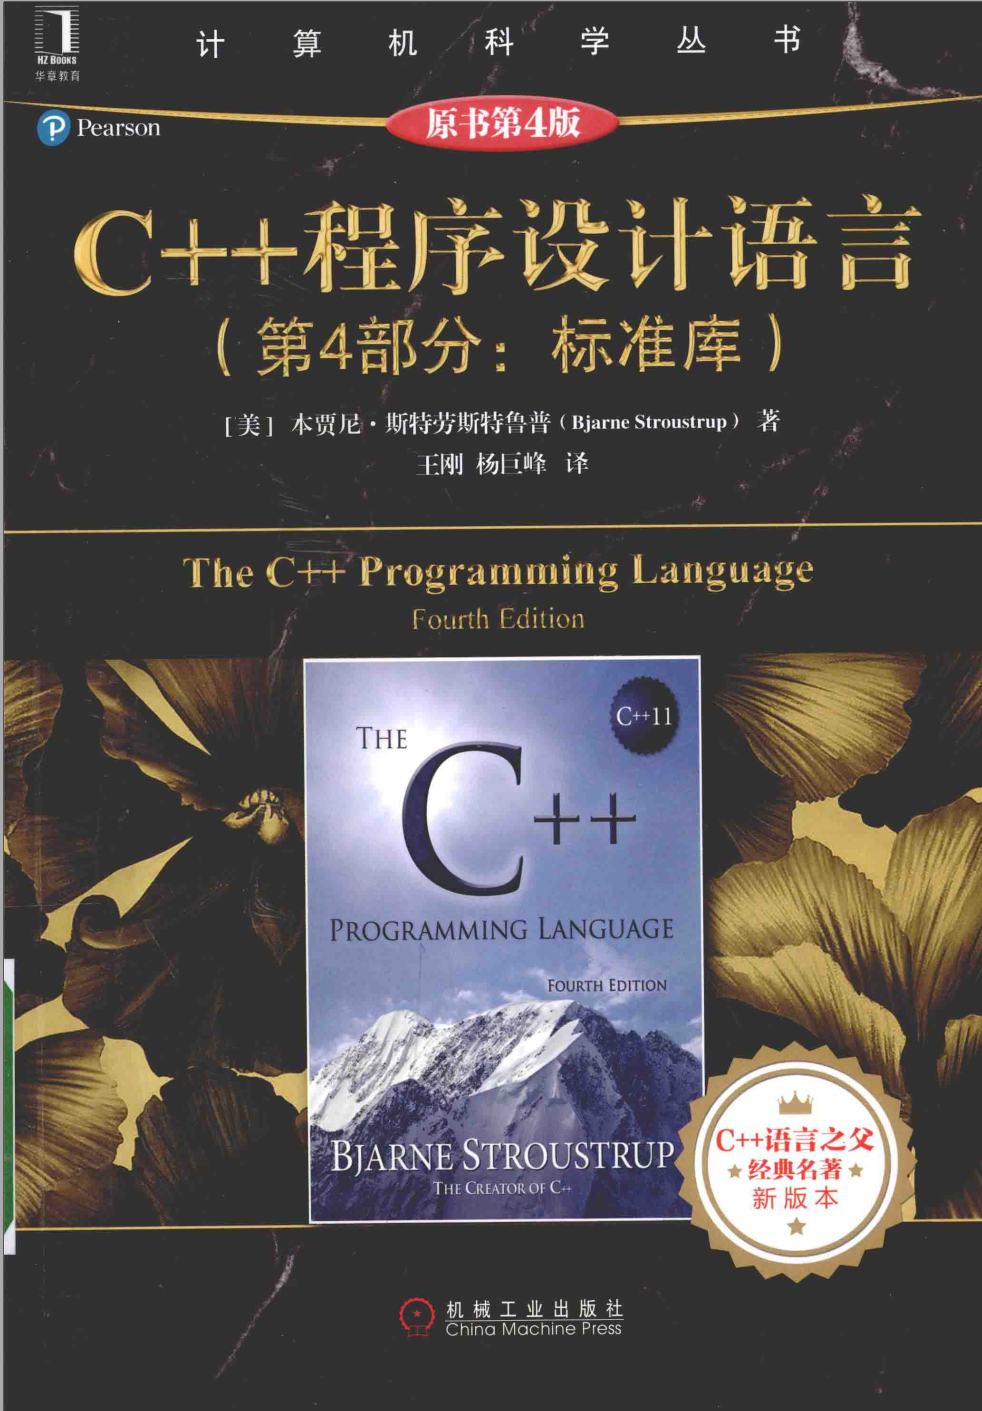 计算机科学丛书
HZ BOOKS
华章教育
Pearson
原书第4版
C++程序设计语言
（第4部分：标准库）
[美] 本贾尼·斯特劳斯特鲁普（Bjarne Stroustrup） 著
王刚 杨巨峰 译
The C++ Programming Language
Fourth Edition
C++11
THE
C++
PROGRAMMING LANGUAGE
FOURTH EDITION
BJARNE STROUSTRUP
THE CREATOR OF C++
C++语言之父
经典名著
新版本
机械工业出版社
China Machine Press